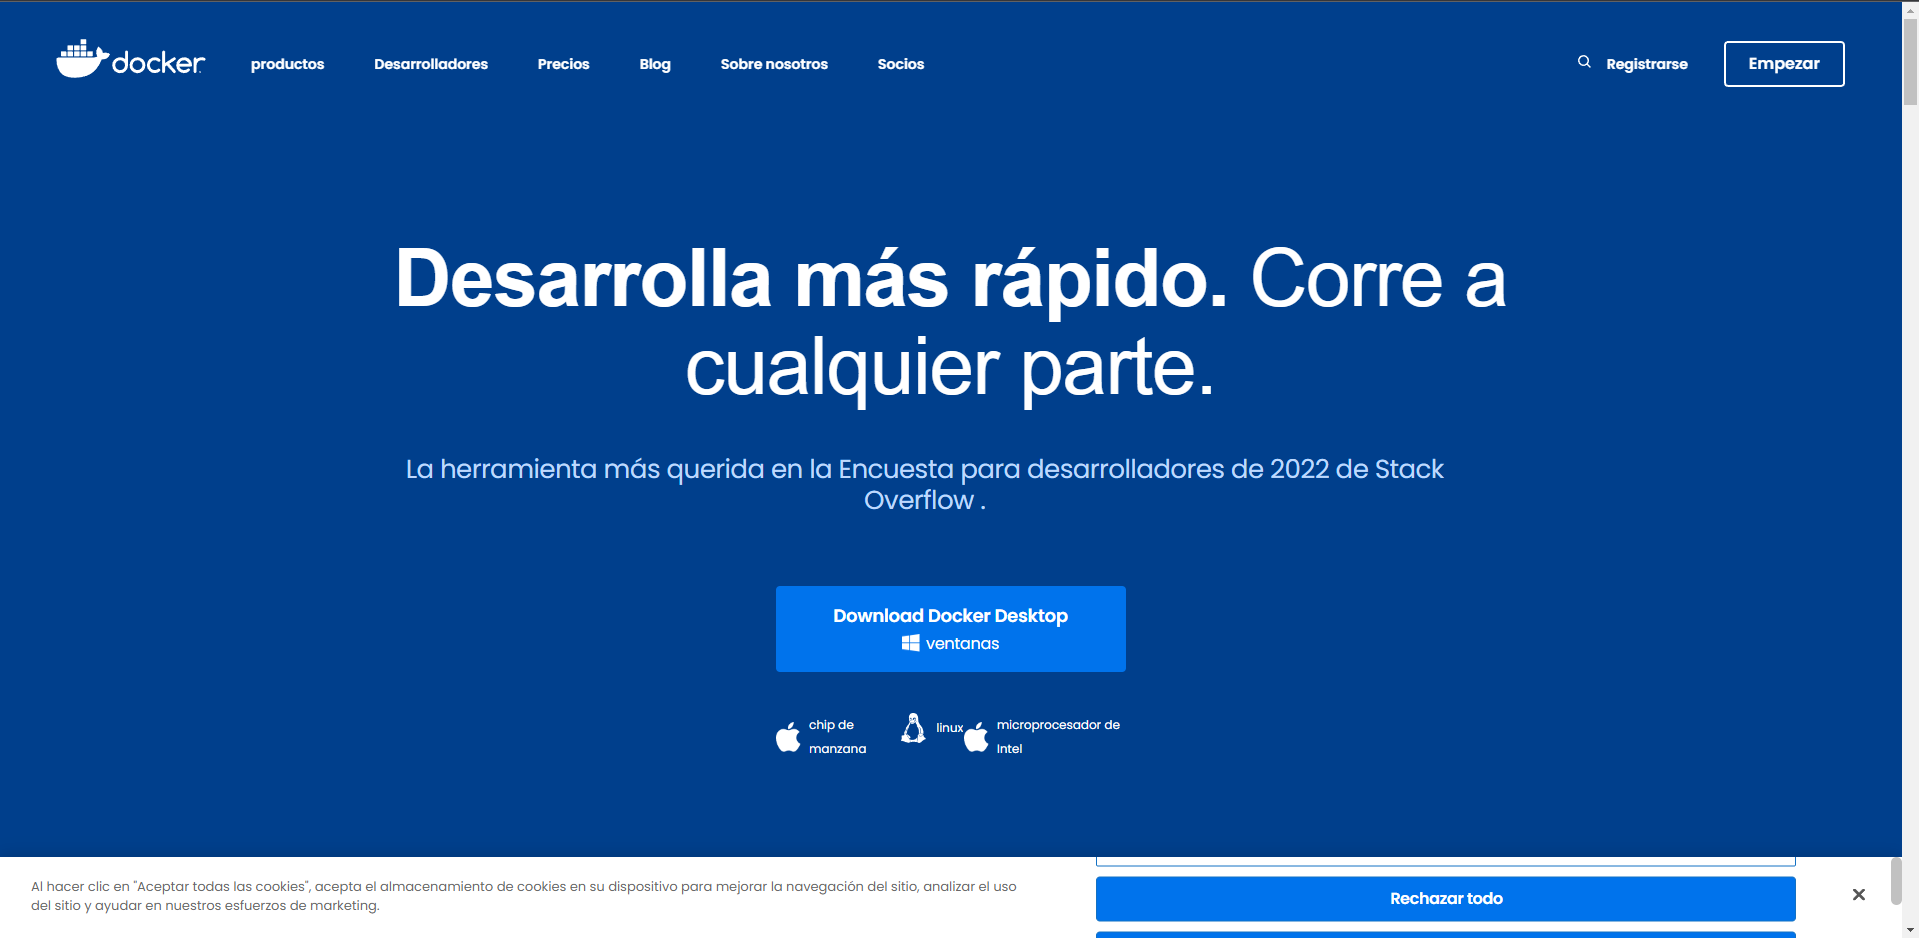 docker
productos
Desarrolladores
Precios
Blog
Sobre nosotros
Socios
Registrarse
Empezar
Desarrolla más rápido. Corre a
cualquier parte.
La herramienta más querida en la Encuesta para desarrolladores de 2022 de Stack
Overflow .
Download Docker Desktop
ventanas
chip de
manzana
linux
microprocesador de
Intel
Al hacer clic en "Aceptar todas las cookies", acepta el almacenamiento de cookies en su dispositivo para mejorar la navegación del sitio, analizar el uso
del sitio y ayudar en nuestros esfuerzos de marketing.
Rechazar todo